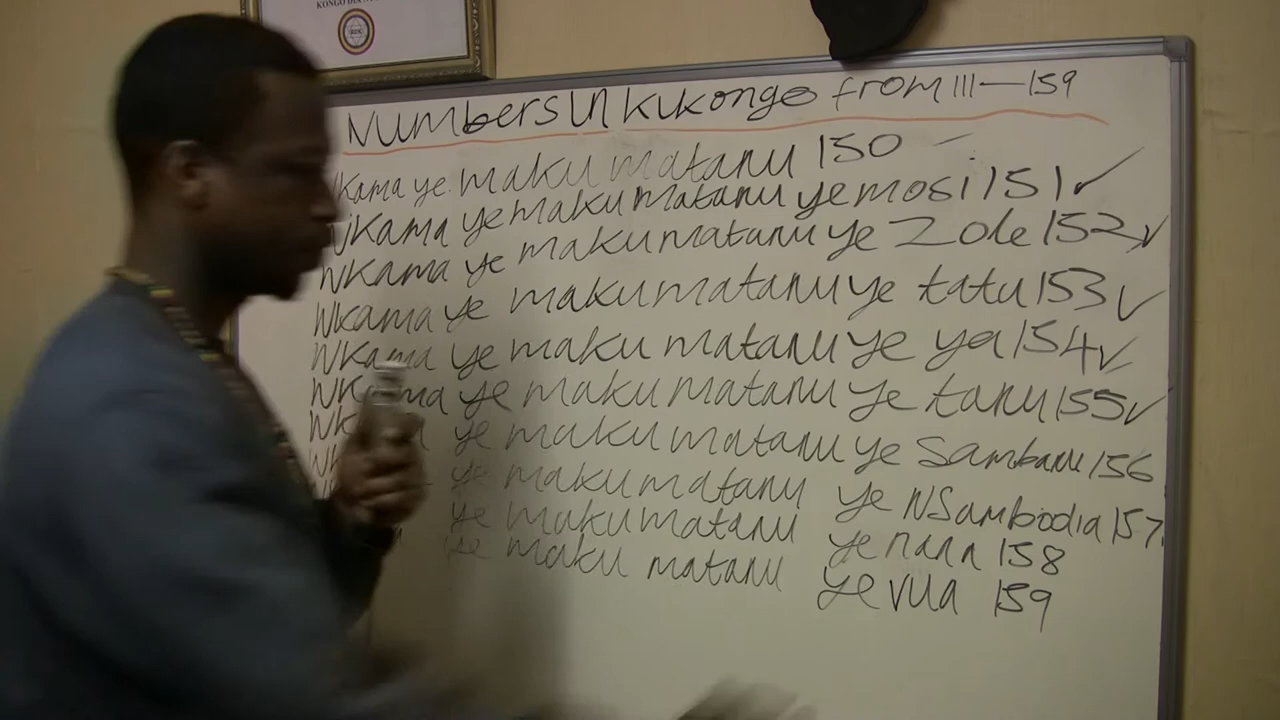 Numbers in kikongo from 111—159
NKama ye maku matanu 150
NKama ye maku matanu ye mosi 151 ✓
NKama ye maku matanu ye Zole 152 ✓
NKama ye maku matanu ye tatu 153 ✓
NKama ye maku matanu ye ya 154 ✓
NKama ye maku matanu ye tanu 155 ✓
ye maku matanu ye Sambanu 156
ye maku matanu ye NSambodia 157
ye maku matanu ye nana 158
ye maku matanu ye vua 159